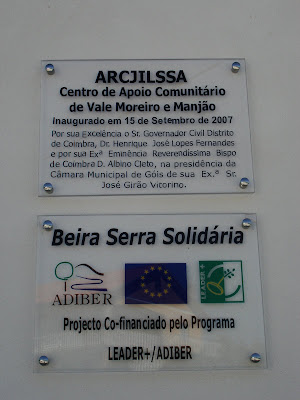 ARCJILSSA
Centro de Apoio Comunitário
de Vale Moreiro e Manjão
Inaugurado em 15 de Setembro de 2007
Por sua Excelência o Sr. Governador Civil Distrito
de Coimbra, Dr. Henrique José Lopes Fernandes
e por sua Exª Eminência Reverendíssima Bispo
de Coimbra D. Albino Cleto, na presidência da
Câmara Municipal de Góis de sua Ex.ª Sr.
José Girão Vitorino.
Beira Serra Solidária
ADIBER
LEADER+
Projecto Co-financiado pelo Programa
LEADER+/ADIBER